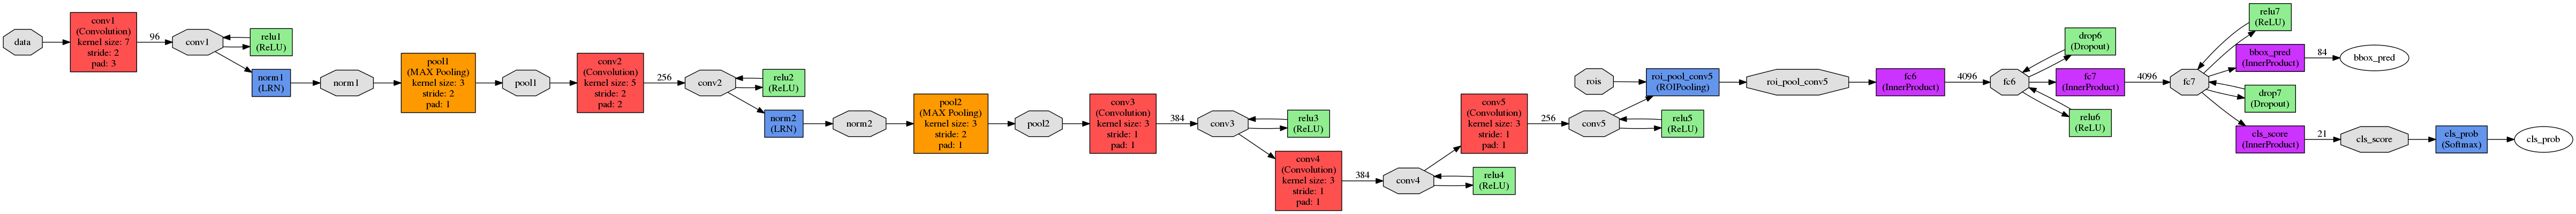 data
conv1
(Convolution)
kernel size: 7
stride: 2
pad: 3
96
conv1
relu1
(ReLU)
norm1
(LRN)
norm1
pool1
(MAX Pooling)
kernel size: 3
stride: 2
pad: 1
pool1
conv2
(Convolution)
kernel size: 5
stride: 2
pad: 2
256
conv2
relu2
(ReLU)
norm2
(LRN)
norm2
pool2
(MAX Pooling)
kernel size: 3
stride: 2
pad: 1
pool2
conv3
(Convolution)
kernel size: 3
stride: 1
pad: 1
384
conv3
relu3
(ReLU)
conv4
(Convolution)
kernel size: 3
stride: 1
pad: 1
384
conv4
relu4
(ReLU)
conv5
(Convolution)
kernel size: 3
stride: 1
pad: 1
256
conv5
relu5
(ReLU)
rois
roi_pool_conv5
(ROIPooling)
roi_pool_conv5
fc6
(InnerProduct)
4096
fc6
drop6
(Dropout)
relu6
(ReLU)
fc7
(InnerProduct)
4096
fc7
relu7
(ReLU)
bbox_pred
(InnerProduct)
84
bbox_pred
drop7
(Dropout)
cls_score
(InnerProduct)
21
cls_score
cls_prob
(Softmax)
cls_prob